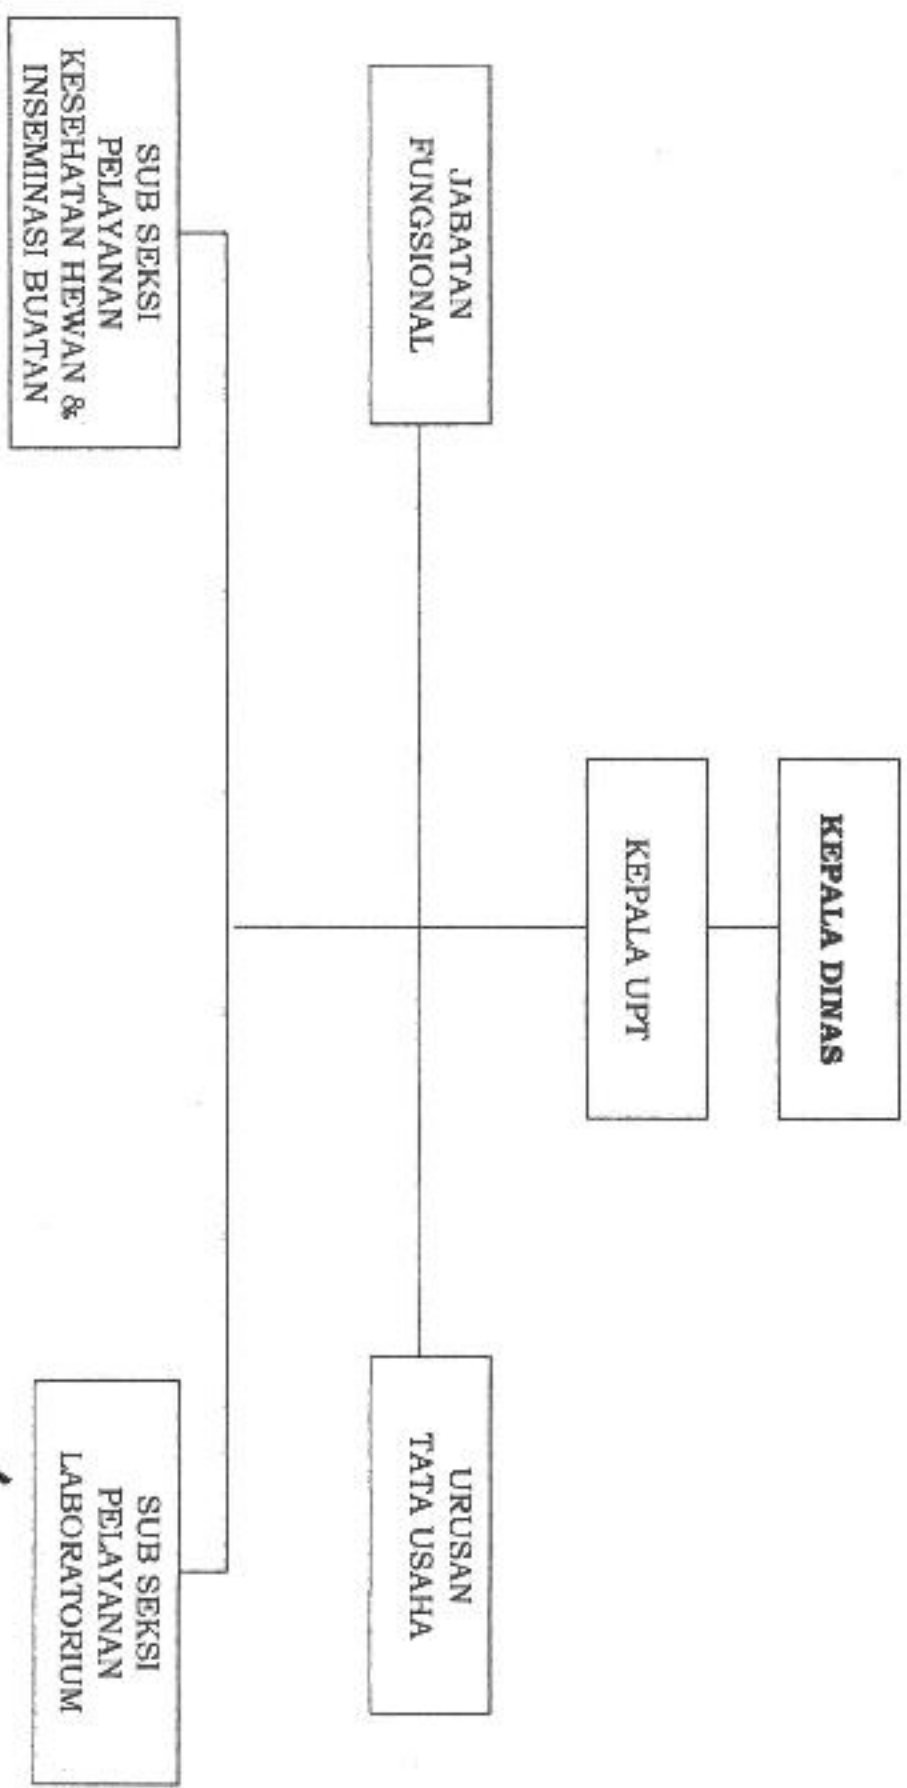 KEPALA DINAS
KEPALA UPT
JABATAN
FUNGSIONAL
URUSAN
TATA USAHA
SUB SEKSI
PELAYANAN
KESEHATAN HEWAN &
INSEMINASI BUATAN
SUB SEKSI
PELAYANAN
LABORATORIUM